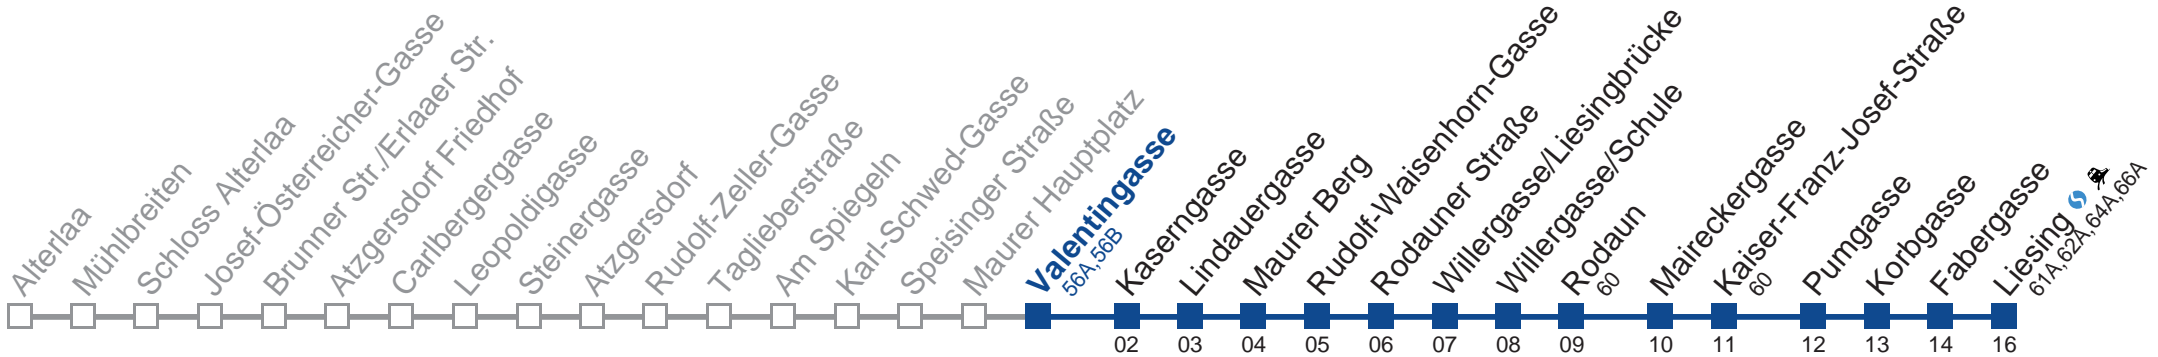 Alterlaa
Mühlbreiten
Schloss Alterlaa
Josef-Österreicher-Gasse
Brunner Str./Erlaaer Str.
Atzgersdorf Friedhof
Carlbergergasse
Leopoldigasse
Steinergasse
Atzgersdorf
Rudolf-Zeller-Gasse
Taglieberstraße
Am Spiegeln
Karl-Schwed-Gasse
Speisinger Straße
Maurer Hauptplatz
Valentingasse
56A, 56B
Kaserngasse
Lindauergasse
Maurer Berg
Rudolf-Waisenhorn-Gasse
Rodauner Straße
Willergasse/Liesingbrücke
Willergasse/Schule
Rodaun
60
Maireckergasse
Kaiser-Franz-Josef-Straße
60
Pumgasse
Korbgasse
Fabergasse
Liesing
61A, 62A, 64A, 66A
02 03 04 05 06 07 08 09 10 11 12 13 14 16